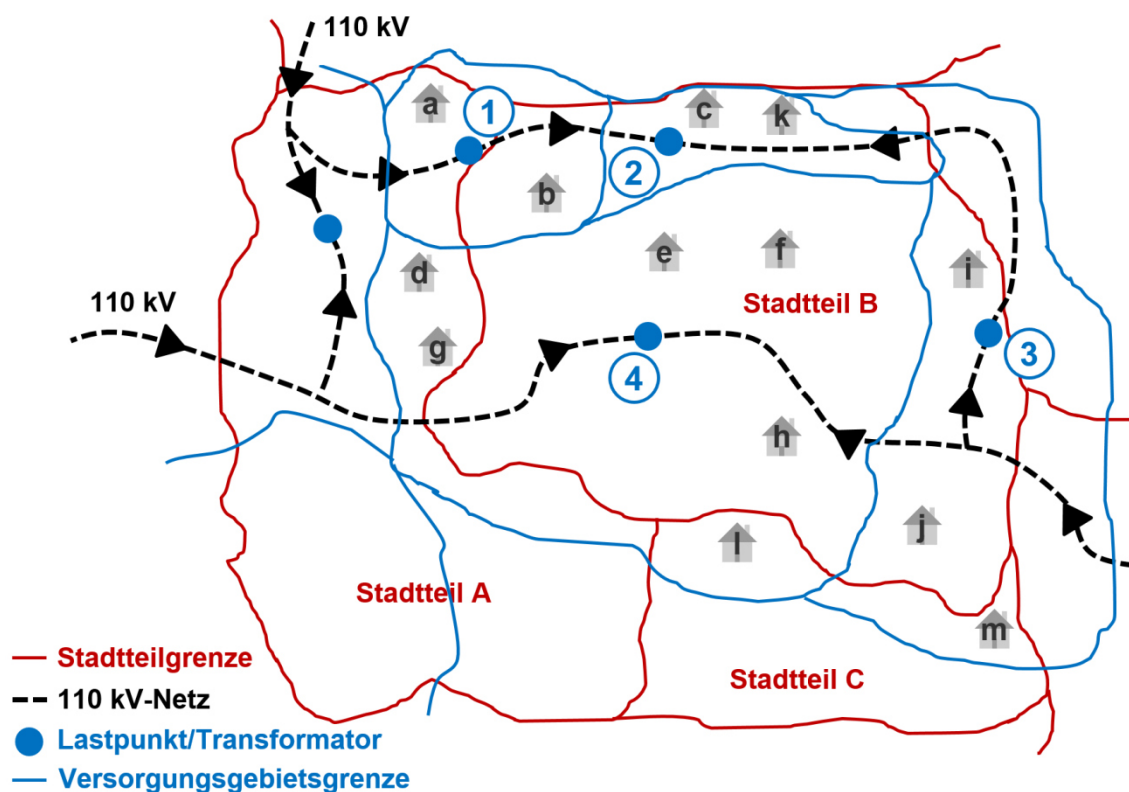 110 kV
a
1
c
k
2
b
d
e
f
i
Stadtteil B
110 kV
g
3
4
h
j
l
Stadtteil A
m
Stadtteil C
Stadtteilgrenze
110 kV-Netz
Lastpunkt/Transformator
Versorgungsgebietsgrenze